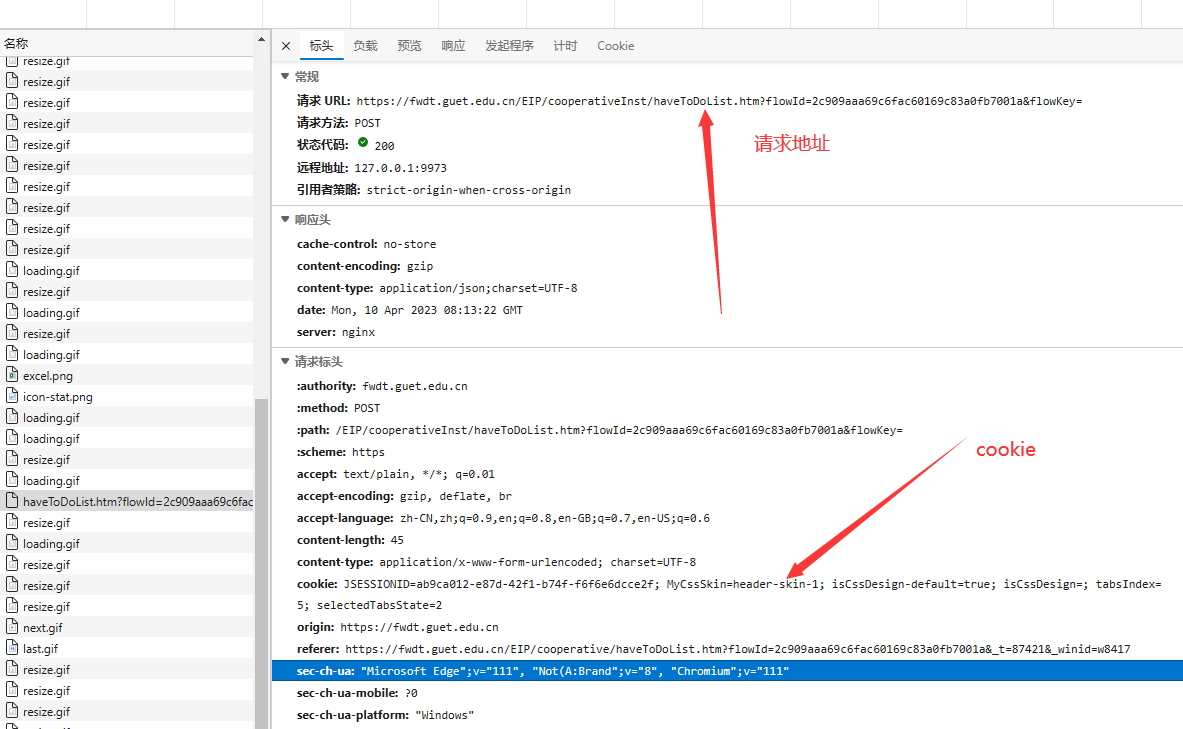 名称
标头 负载 预览 响应 发起程序 计时 Cookie
resize.gif
resize.gif
resize.gif
resize.gif
resize.gif
resize.gif
resize.gif
resize.gif
resize.gif
resize.gif
loading.gif
resize.gif
loading.gif
resize.gif
loading.gif
excel.png
icon-stat.png
loading.gif
loading.gif
resize.gif
loading.gif
haveToDoList.htm?flowId=2c909aaa69c6fac
resize.gif
loading.gif
resize.gif
resize.gif
resize.gif
next.gif
last.gif
resize.gif
resize.gif
resize.gif
常规
请求 URL: https://fwdt.guet.edu.cn/EIP/cooperativeInst/haveToDoList.htm?flowId=2c909aaa69c6fac60169c83a0fb7001a&flowKey=
请求方法: POST
请求地址
状态代码: 200
远程地址: 127.0.0.1:9973
引用者策略: strict-origin-when-cross-origin
响应头
cache-control: no-store
content-encoding: gzip
content-type: application/json;charset=UTF-8
date: Mon, 10 Apr 2023 08:13:22 GMT
server: nginx
请求标头
:authority: fwdt.guet.edu.cn
:method: POST
:path: /EIP/cooperativeInst/haveToDoList.htm?flowId=2c909aaa69c6fac60169c83a0fb7001a&flowKey=
cookie
:scheme: https
accept: text/plain, */*; q=0.01
accept-encoding: gzip, deflate, br
accept-language: zh-CN,zh;q=0.9,en;q=0.8,en-GB;q=0.7,en-US;q=0.6
content-length: 45
content-type: application/x-www-form-urlencoded; charset=UTF-8
cookie: JSESSIONID=ab9ca012-e87d-42f1-b74f-f6f6e6dcce2f; MyCssSkin=header-skin-1; isCssDesign-default=true; isCssDesign=; tabsIndex=
5; selectedTabsState=2
origin: https://fwdt.guet.edu.cn
referer: https://fwdt.guet.edu.cn/EIP/cooperative/haveToDoList.htm?flowId=2c909aaa69c6fac60169c83a0fb7001a&_t=87421&_winid=w8417
sec-ch-ua: "Microsoft Edge";v="111", "Not(A:Brand";v="8", "Chromium";v="111"
sec-ch-ua-mobile: ?0
sec-ch-ua-platform: "Windows"